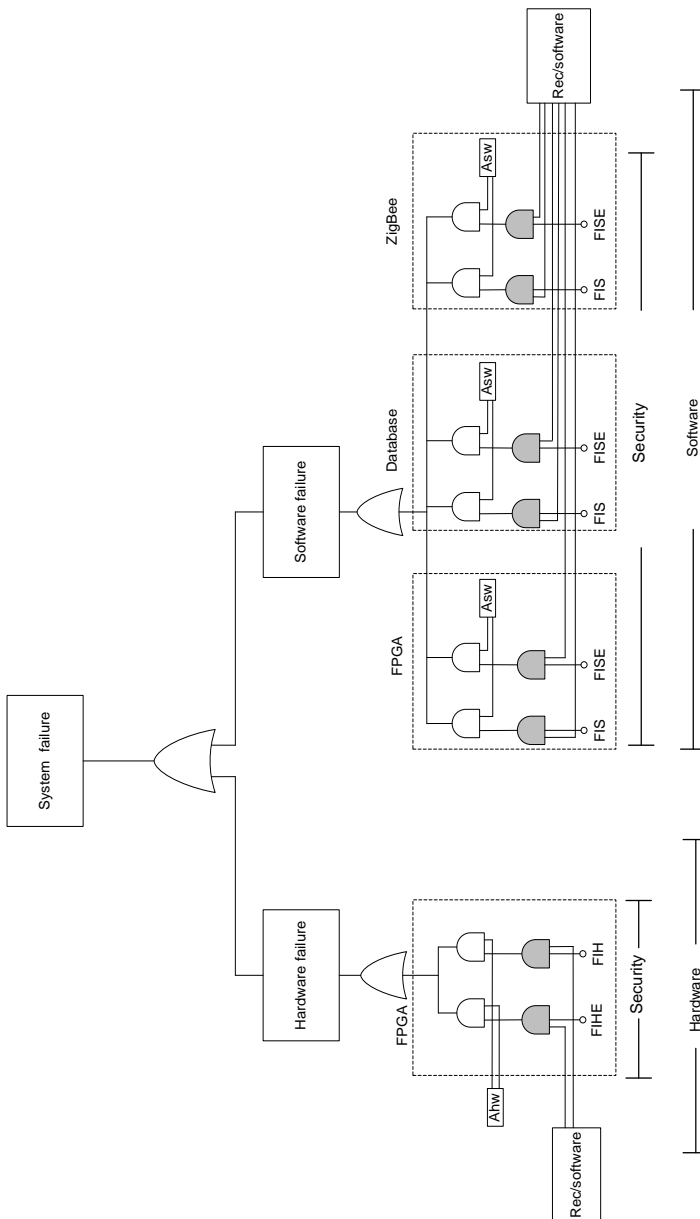 System failure
Hardware failure
Software failure
FPGA
FPGA
Database
ZigBee
Ahw
Asw
Asw
Asw
Rec/software
Rec/software
FIHE
FIH
FIS
FISE
FIS
FISE
FIS
FISE
Security
Security
Hardware
Software